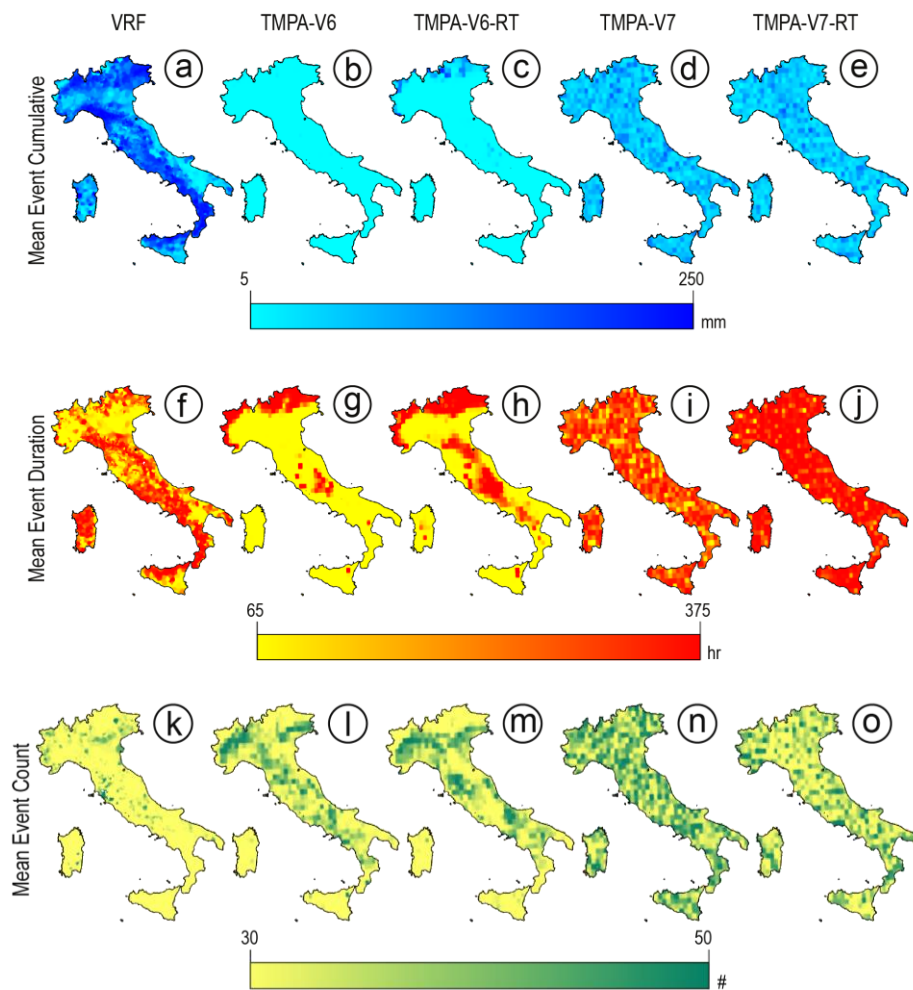 VRF TMPA-V6 TMPA-V6-RT TMPA-V7 TMPA-V7-RT
Mean Event Cumulative
a b c d e
5 250
mm
Mean Event Duration
f g h i j
65 375
hr
Mean Event Count
k l m n o
30 50
#